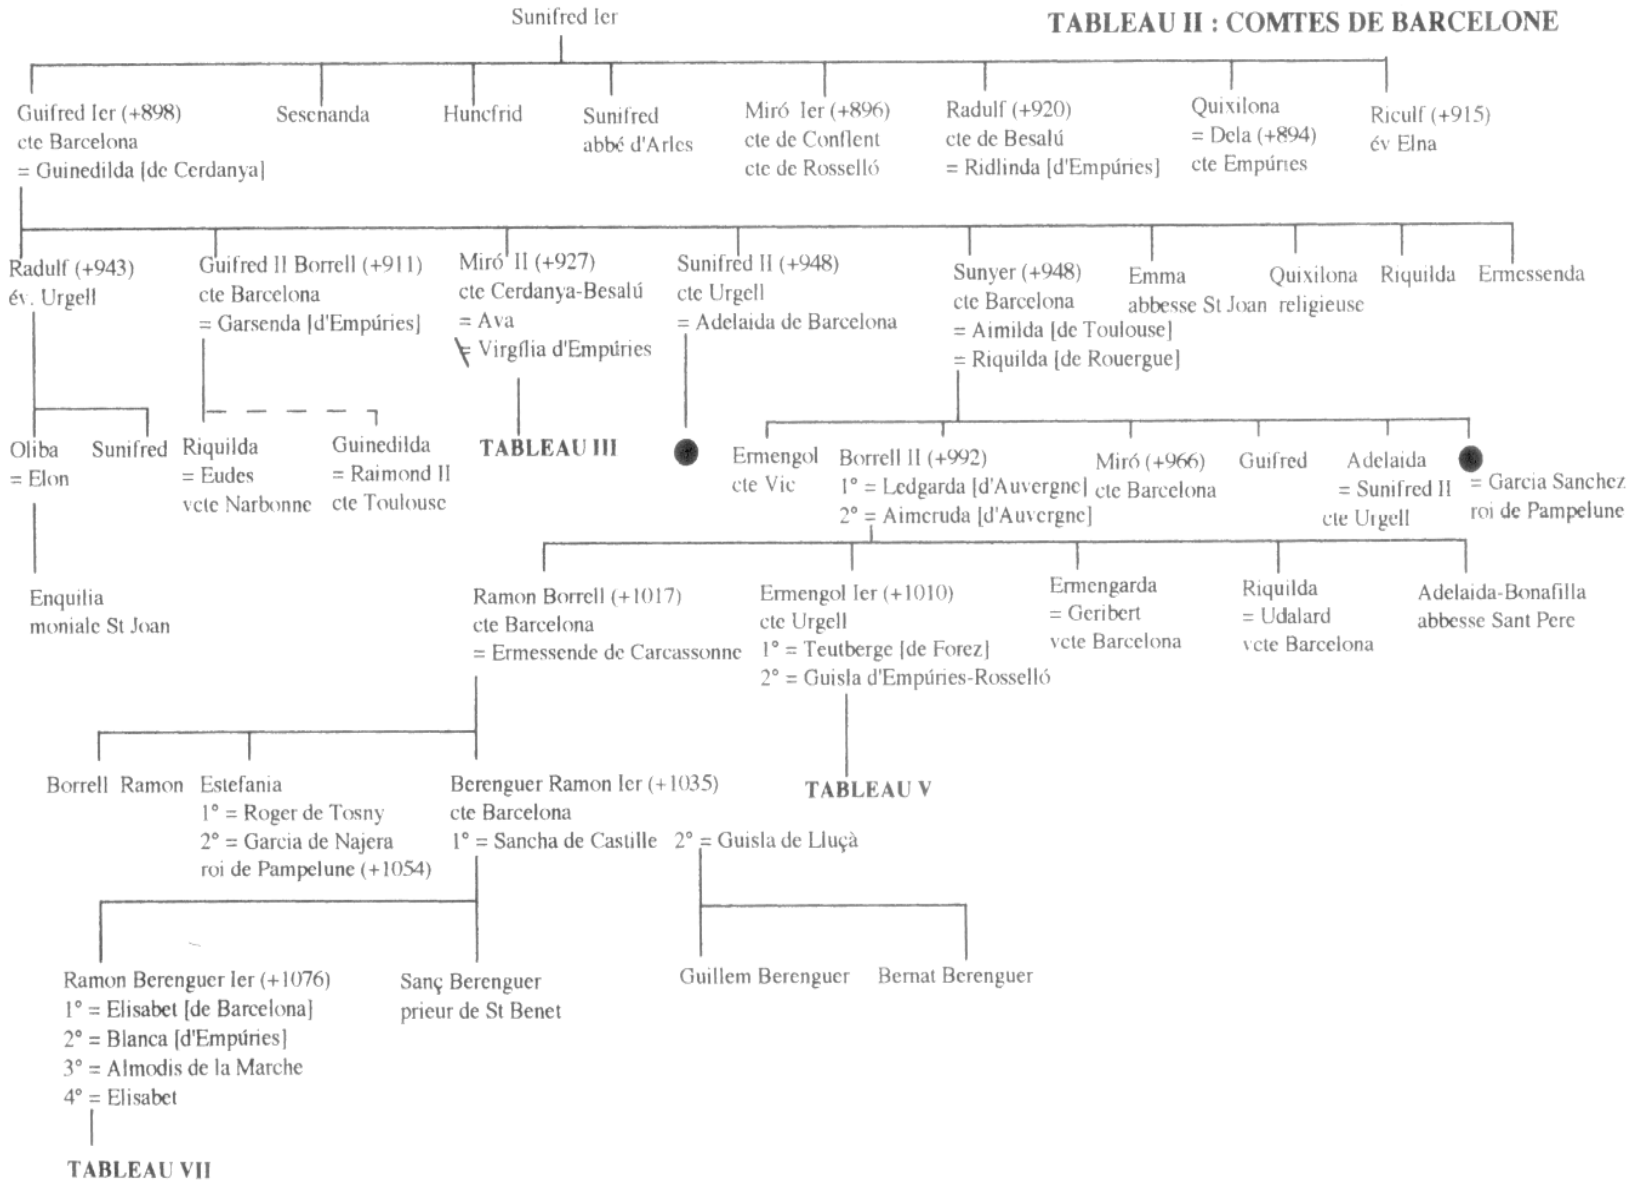 Sunifred Ier
TABLEAU II : COMTES DE BARCELONE
Guifred Ier (+898)
cte Barcelona
= Guinedilda [de Cerdanya]
Sesenanda
Hunefrid
Sunifred
abbé d'Arles
Miró Ier (+896)
cte de Conflent
cte de Rosselló
Radulf (+920)
cte de Besalú
= Ridlinda [d'Empúries]
Quixilona
= Dela (+894)
cte Empúries
Riculf (+915)
év Elna
Radulf (+943)
év. Urgell
Guifred II Borrell (+911)
cte Barcelona
= Garsenda [d'Empúries]
Miró II (+927)
cte Cerdanya-Besalú
= Ava
= Virgília d'Empúries
Sunifred II (+948)
cte Urgell
= Adelaida de Barcelona
Sunyer (+948)
cte Barcelona
= Aimilda [de Toulouse]
= Riquilda [de Rouergue]
Emma
abbesse St Joan
Quixilona
religieuse
Riquilda
Ermessenda
Oliba
= Elon
Sunifred
Riquilda
= Eudes
vcte Narbonne
Guinedilda
= Raimond II
cte Toulouse
TABLEAU III
Ermengol
cte Vic
Borrell II (+992)
1° = Ledgarda [d'Auvergne]
2° = Aimeruda [d'Auvergne]
Miró (+966)
cte Barcelona
Guifred
Adelaida
= Sunifred II
cte Urgell
= Garcia Sanchez
roi de Pampelune
Enquilia
moniale St Joan
Ramon Borrell (+1017)
cte Barcelona
= Ermessende de Carcassonne
Ermengol Ier (+1010)
cte Urgell
1° = Teutberge [de Forez]
2° = Guisla d'Empúries-Rosselló
Ermengarda
= Geribert
vcte Barcelona
Riquilda
= Udalard
vcte Barcelona
Adelaida-Bonafilla
abbesse Sant Pere
Borrell Ramon
Estefania
1° = Roger de Tosny
2° = Garcia de Najera
roi de Pampelune (+1054)
Berenguer Ramon Ier (+1035)
cte Barcelona
1° = Sancha de Castille
2° = Guisla de Lluçà
TABLEAU V
Ramon Berenguer Ier (+1076)
1° = Elisabet [de Barcelona]
2° = Blanca [d'Empúries]
3° = Almodis de la Marche
4° = Elisabet
Sanç Berenguer
prieur de St Benet
Guillem Berenguer
Bernat Berenguer
TABLEAU VII